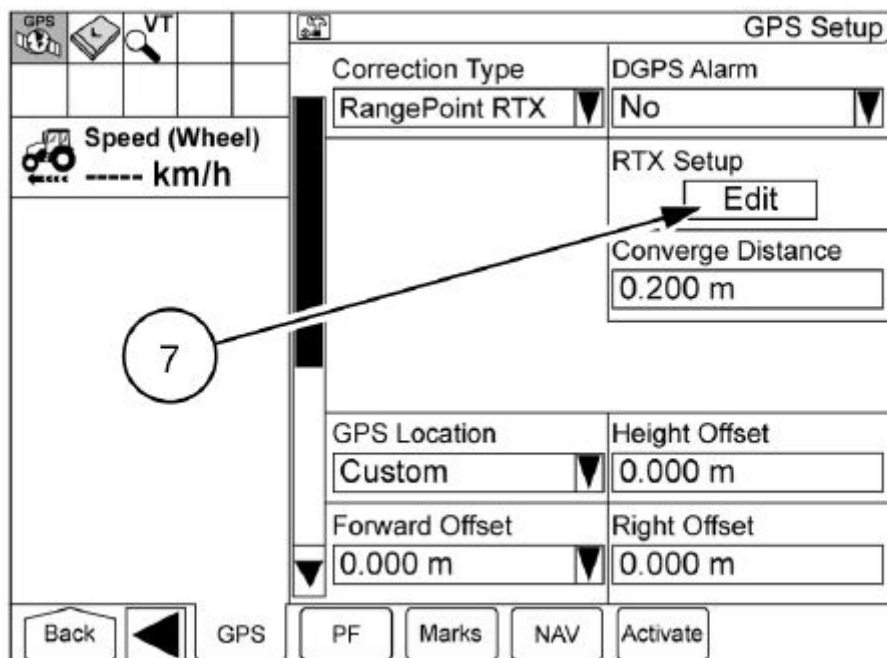 GPS
L
VT
GPS Setup
Speed (Wheel)
----- km/h
Correction Type
RangePoint RTX
DGPS Alarm
No
RTX Setup
Edit
Converge Distance
0.200 m
7
GPS Location
Custom
Height Offset
0.000 m
Forward Offset
0.000 m
Right Offset
0.000 m
Back
GPS
PF
Marks
NAV
Activate